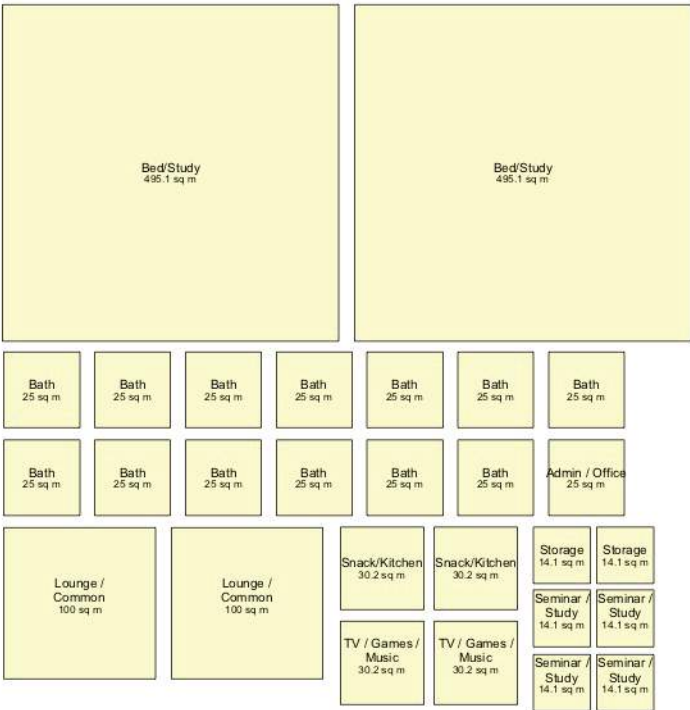 Bed/Study
495.1 sq m
Bed/Study
495.1 sq m
Bath
25 sq m
Bath
25 sq m
Bath
25 sq m
Bath
25 sq m
Bath
25 sq m
Bath
25 sq m
Bath
25 sq m
Bath
25 sq m
Bath
25 sq m
Bath
25 sq m
Bath
25 sq m
Bath
25 sq m
Bath
25 sq m
Admin / Office
25 sq m
Lounge /
Common
100 sq m
Lounge /
Common
100 sq m
Snack/Kitchen
30.2 sq m
Snack/Kitchen
30.2 sq m
Storage
14.1 sq m
Storage
14.1 sq m
Seminar /
Study
14.1 sq m
Seminar /
Study
14.1 sq m
TV / Games /
Music
30.2 sq m
TV / Games /
Music
30.2 sq m
Seminar /
Study
14.1 sq m
Seminar /
Study
14.1 sq m